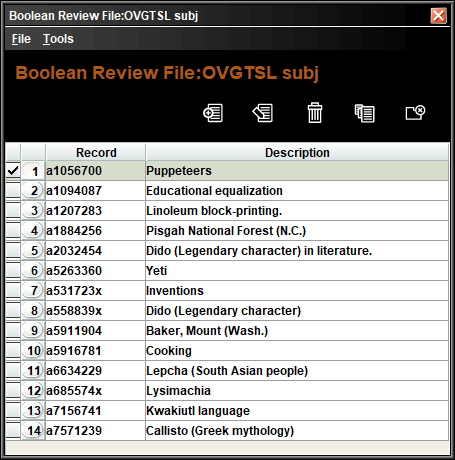 Boolean Review File:OVGTSL subj
File Tools
Boolean Review File:OVGTSL subj
Record Description
1 a1056700 Puppeteers
2 a1094087 Educational equalization
3 a1207283 Linoleum block-printing.
4 a1884256 Pisgah National Forest (N.C.)
5 a2032454 Dido (Legendary character) in literature.
6 a5263360 Yeti
7 a531723x Inventions
8 a558839x Dido (Legendary character)
9 a5911904 Baker, Mount (Wash.)
10 a5916781 Cooking
11 a6634229 Lepcha (South Asian people)
12 a685574x Lysimachia
13 a7156741 Kwakiutl language
14 a7571239 Callisto (Greek mythology)